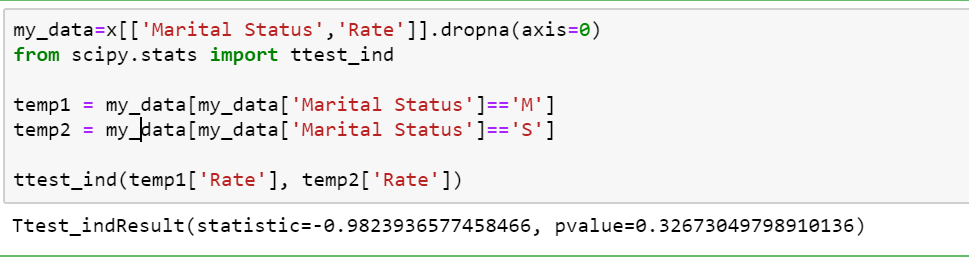 my_data=x[['Marital Status','Rate']].dropna(axis=0)
from scipy.stats import ttest_ind
temp1 = my_data[my_data['Marital Status']=='M']
temp2 = my_data[my_data['Marital Status']=='S']
ttest_ind(temp1['Rate'], temp2['Rate'])
Ttest_indResult(statistic=-0.9823936577458466, pvalue=0.32673049798910136)